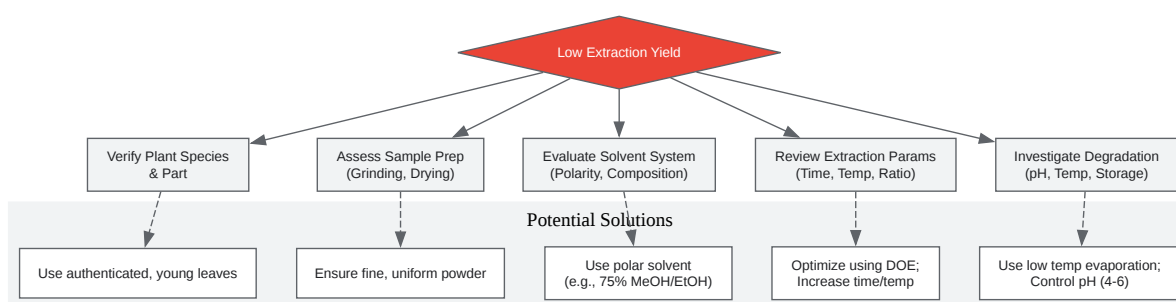 Low Extraction Yield
Verify Plant Species
& Part
Assess Sample Prep
(Grinding, Drying)
Evaluate Solvent System
(Polarity, Composition)
Review Extraction Params
(Time, Temp, Ratio)
Investigate Degradation
(pH, Temp, Storage)
Potential Solutions
Use authenticated, young leaves
Ensure fine, uniform powder
Use polar solvent
(e.g., 75% MeOH/EtOH)
Optimize using DOE;
Increase time/temp
Use low temp evaporation;
Control pH (4-6)